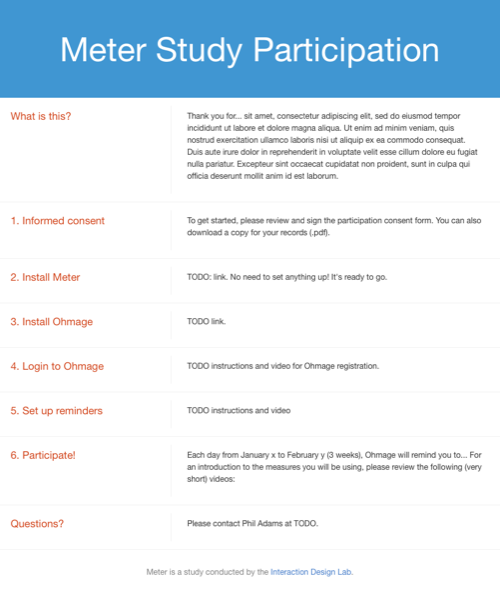 Meter Study Participation
What is this?
Thank you for... sit amet, consectetur adipiscing elit, sed do eiusmod tempor
incididunt ut labore et dolore magna aliqua. Ut enim ad minim veniam, quis
nostrud exercitation ullamco laboris nisi ut aliquip ex ea commodo consequat.
Duis aute irure dolor in reprehenderit in voluptate velit esse cillum dolore eu fugiat
nulla pariatur. Excepteur sint occaecat cupidatat non proident, sunt in culpa qui
officia deserunt mollit anim id est laborum.
1. Informed consent
To get started, please review and sign the participation consent form. You can also
download a copy for your records (.pdf).
2. Install Meter
TODO: link. No need to set anything up! It's ready to go.
3. Install Ohmage
TODO link.
4. Login to Ohmage
TODO instructions and video for Ohmage registration.
5. Set up reminders
TODO instructions and video
6. Participate!
Each day from January x to February y (3 weeks), Ohmage will remind you to... For
an introduction to the measures you will be using, please review the following (very
short) videos:
Questions?
Please contact Phil Adams at TODO.
Meter is a study conducted by the Interaction Design Lab.